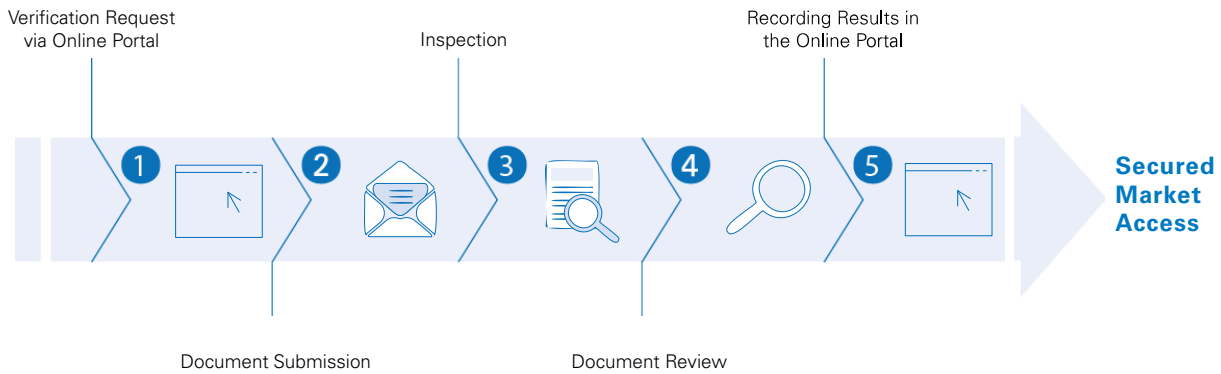 Verification Request
via Online Portal
Inspection
Recording Results in
the Online Portal
1
2
3
4
5
Secured
Market
Access
Document Submission
Document Review